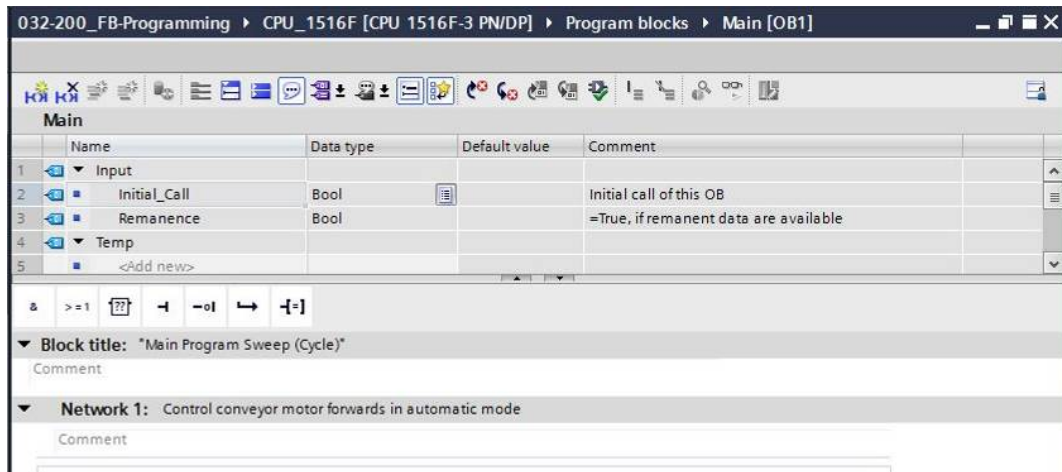 032-200_FB-Programming ▸ CPU_1516F [CPU 1516F-3 PN/DP] ▸ Program blocks ▸ Main [OB1]
Main
Name Data type Default value Comment
1 Input
2 Initial_Call Bool Initial call of this OB
3 Remanence Bool =True, if remanent data are available
4 Temp
5 <Add new>
& >=1 ?? -o| -[=]
Block title: "Main Program Sweep (Cycle)"
Comment
Network 1: Control conveyor motor forwards in automatic mode
Comment